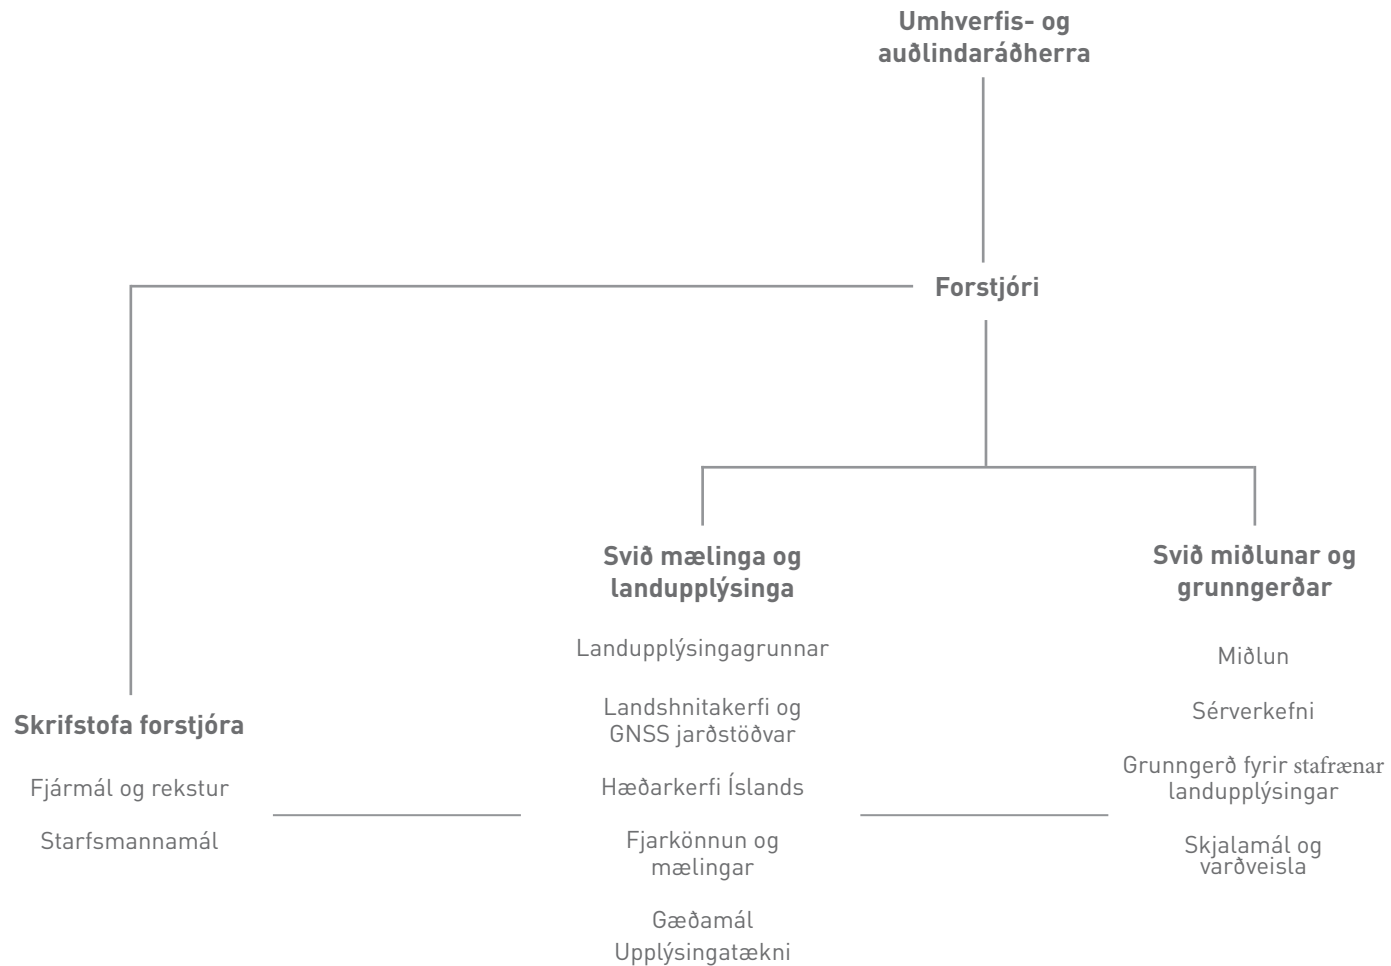 Umhverfis- og
auðlindaráðherra
Forstjóri
Skrifstofa forstjóra
Fjármál og rekstur
Starfsmannamál
Svið mælinga og
landupplýsinga
Landupplýsingagrunnar
Landshnitakerfi og
GNSS jarðstöðvar
Hæðarkerfi Íslands
Fjarkönnun og
mælingar
Gæðamál
Upplýsingatækni
Svið miðlunar og
grunngerðar
Miðlun
Sérverkefni
Grunngerð fyrir stafrænar
landupplýsingar
Skjalamál og
varðveisla